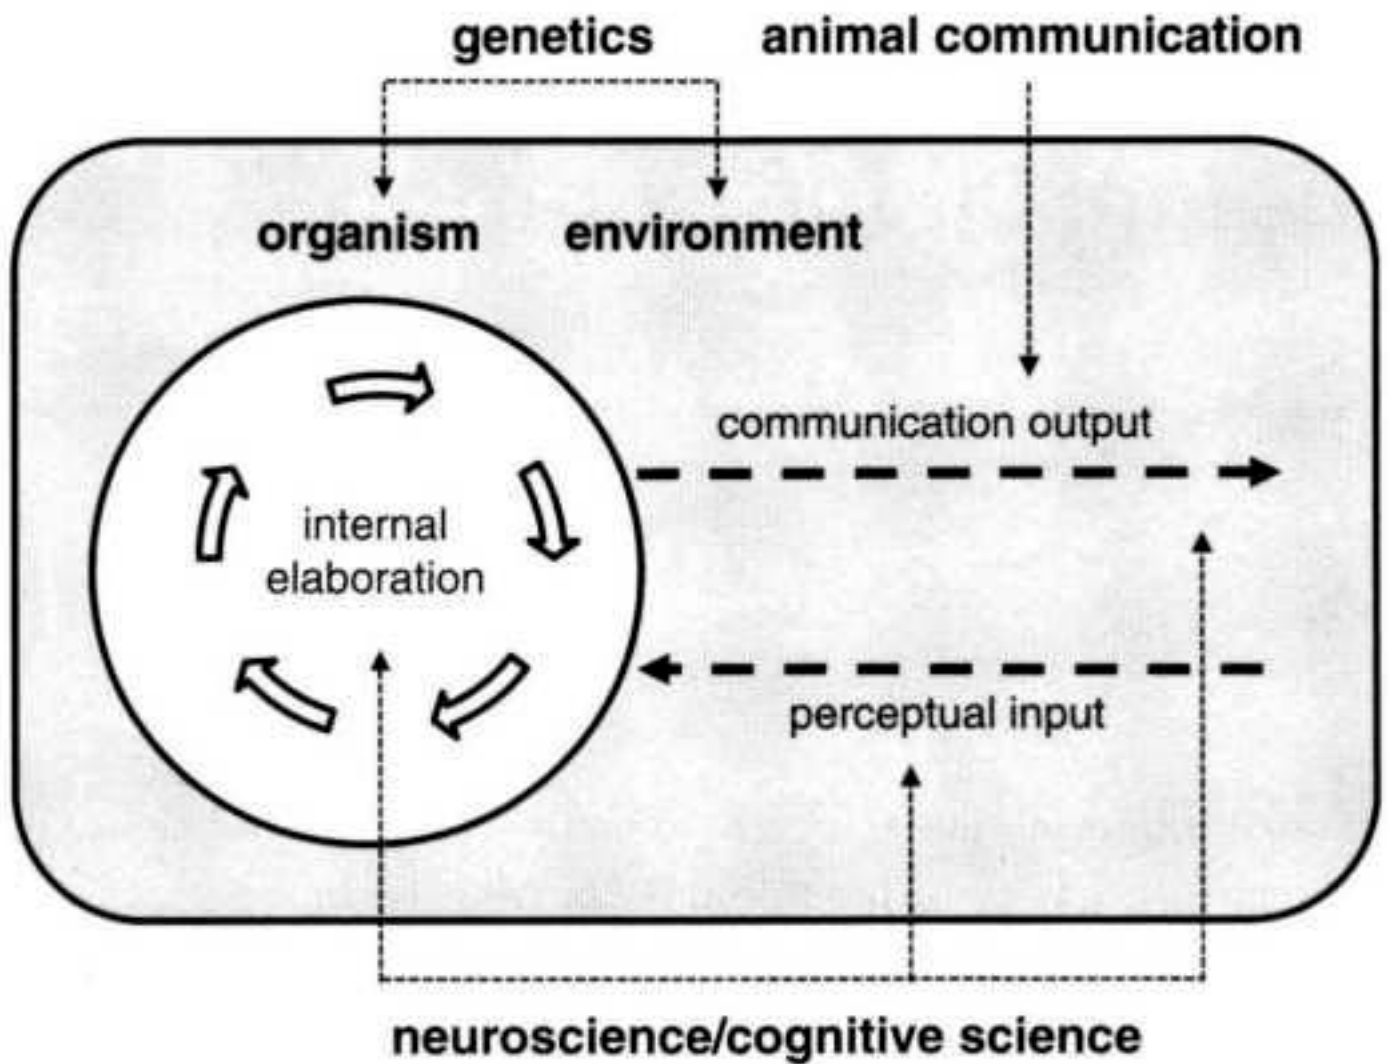 genetics
animal communication
organism
environment
communication output
internal
elaboration
perceptual input
neuroscience/cognitive science